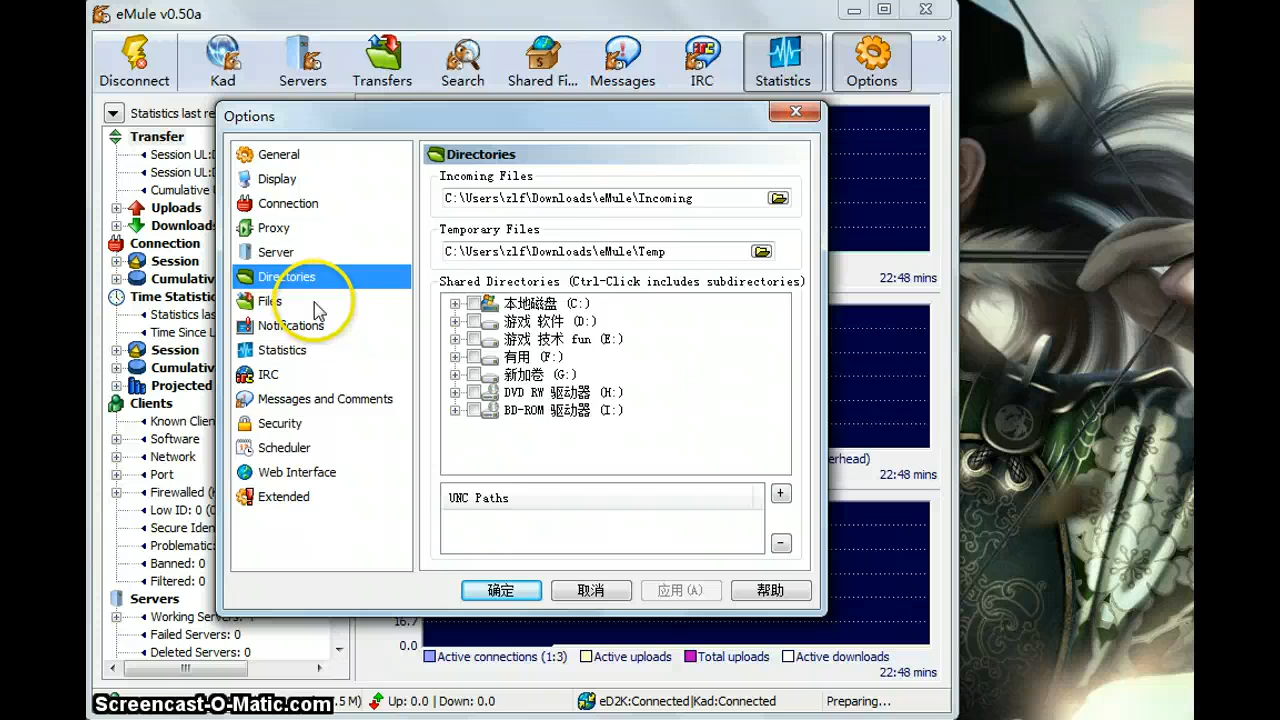 eMule v0.50a
Disconnect Kad Servers Transfers Search Shared Fi... Messages IRC Statistics Options »
Statistics last re
Transfer
Session UL:D
Session UL:D
Cumulative
Uploads
Downloads
Connection
Session
Cumulativ
Time Statistic
Statistics las
Time Since L
Session
Cumulativ
Projected
Clients
Known Clien
Software
Network
Port
Firewalled (H
Low ID: 0 (0
Secure Iden
Problematic:
Banned: 0
Filtered: 0
Servers
Working Servers:
Failed Servers: 0
Deleted Servers: 0
Options
General
Display
Connection
Proxy
Server
Directories
Files
Notifications
Statistics
IRC
Messages and Comments
Security
Scheduler
Web Interface
Extended
Directories
Incoming Files
C:\Users\zlf\Downloads\eMule\Incoming
Temporary Files
C:\Users\zlf\Downloads\eMule\Temp
Shared Directories (Ctrl-Click includes subdirectories)
本地磁盘 (C:)
游戏 软件 (D:)
游戏 技术 fun (E:)
有用 (F:)
新加卷 (G:)
DVD RW 驱动器 (H:)
BD-ROM 驱动器 (I:)
UNC Paths
+
-
确定 取消 应用(A) 帮助
22:48 mins
erhead)
22:48 mins
16.7
0.0
Active connections (1:3) Active uploads Total uploads Active downloads
22:48 mins
.5 M) Up: 0.0 | Down: 0.0 eD2K:Connected|Kad:Connected Preparing...
Screencast-O-Matic.com